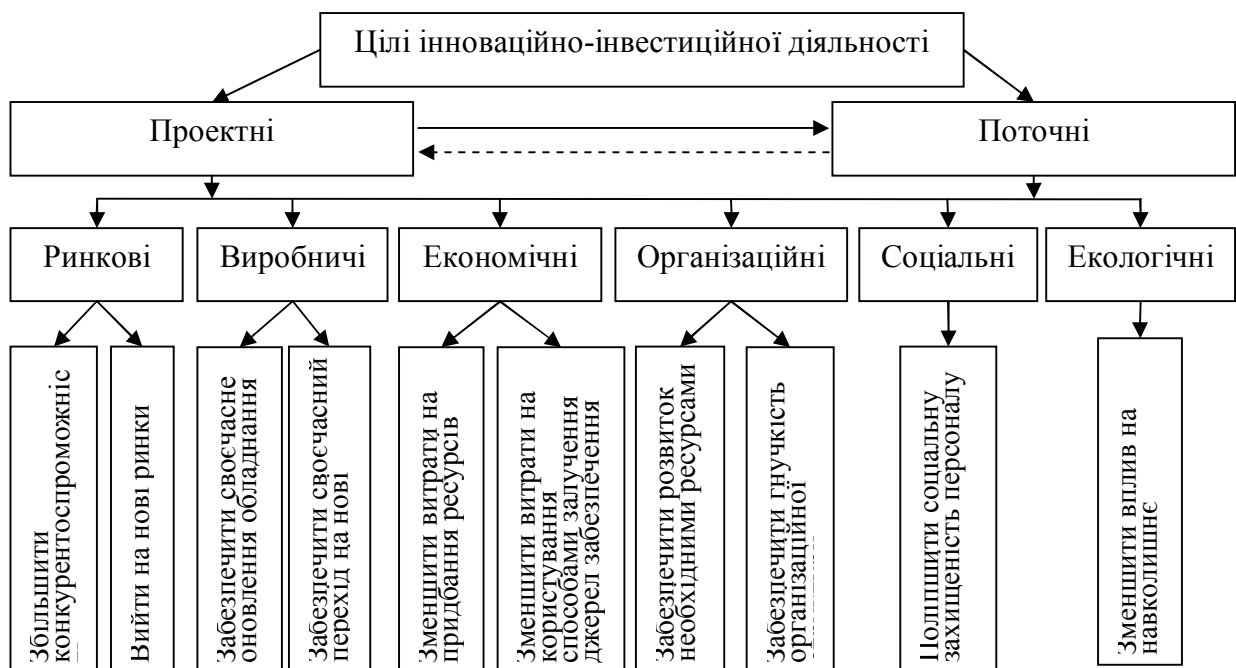 Цілі інноваційно-інвестиційної діяльності
Проектні
Поточні
Ринкові
Виробничі
Економічні
Організаційні
Соціальні
Екологічні
Збільшити
конкурентоспроможніс
Вийти на нові ринки
Забезпечити своєчасне
оновлення обладнання
Забезпечити своєчасний
перехід на нові
Зменшити витрати на
придбання ресурсів
Зменшити витрати на
користування
способами залучення
джерел забезпечення
Забезпечити розвиток
необхідними ресурсами
Забезпечити гнучкість
організаційної
Поліпшити соціальну
захищеність персоналу
Зменшити вплив на
наволишнє